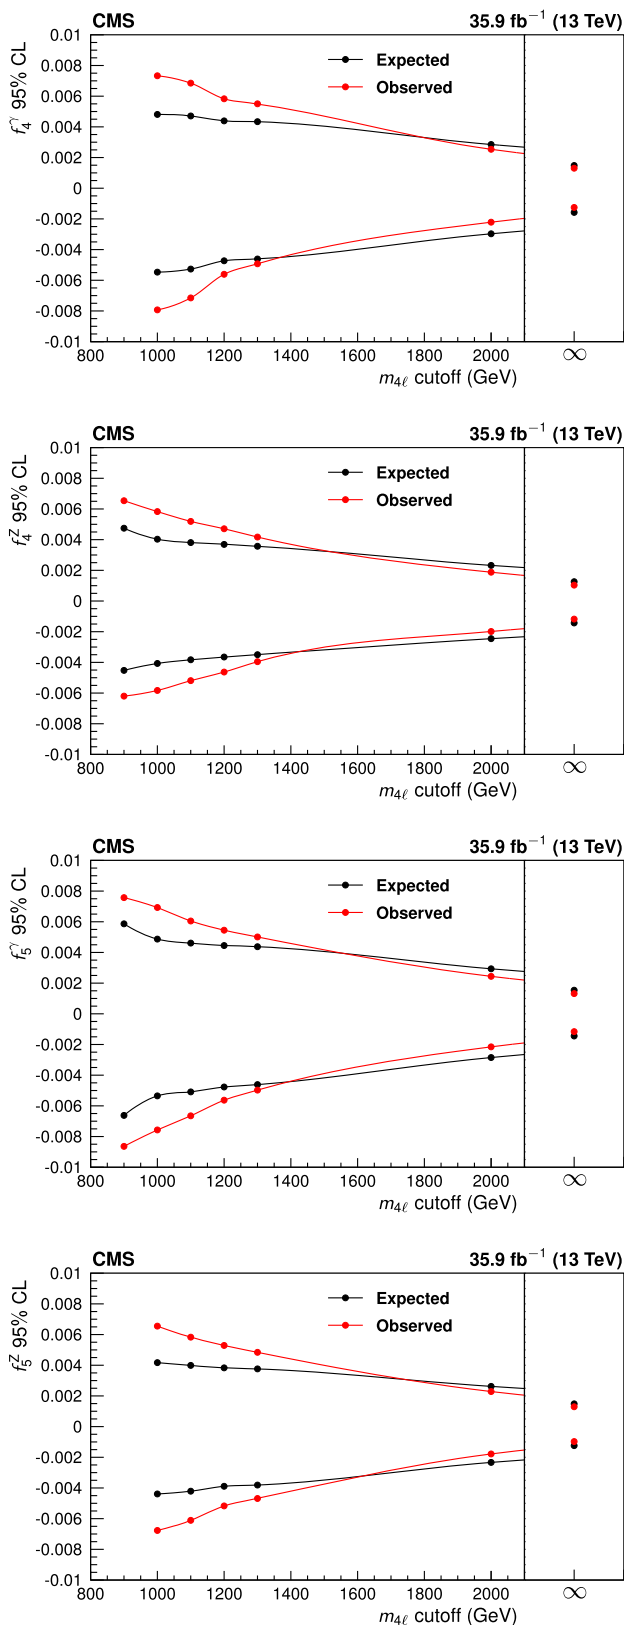 CMS 35.9 fb⁻¹ (13 TeV)
f₄^γ 95% CL
0.01
0.008
0.006
0.004
0.002
0
-0.002
-0.004
-0.006
-0.008
-0.01
Expected
Observed
800 1000 1200 1400 1600 1800 2000 ∞
m₄ℓ cutoff (GeV)
CMS 35.9 fb⁻¹ (13 TeV)
f₄^Z 95% CL
0.01
0.008
0.006
0.004
0.002
0
-0.002
-0.004
-0.006
-0.008
-0.01
Expected
Observed
800 1000 1200 1400 1600 1800 2000 ∞
m₄ℓ cutoff (GeV)
CMS 35.9 fb⁻¹ (13 TeV)
f₅^γ 95% CL
0.01
0.008
0.006
0.004
0.002
0
-0.002
-0.004
-0.006
-0.008
-0.01
Expected
Observed
800 1000 1200 1400 1600 1800 2000 ∞
m₄ℓ cutoff (GeV)
CMS 35.9 fb⁻¹ (13 TeV)
f₅^Z 95% CL
0.01
0.008
0.006
0.004
0.002
0
-0.002
-0.004
-0.006
-0.008
-0.01
Expected
Observed
800 1000 1200 1400 1600 1800 2000 ∞
m₄ℓ cutoff (GeV)